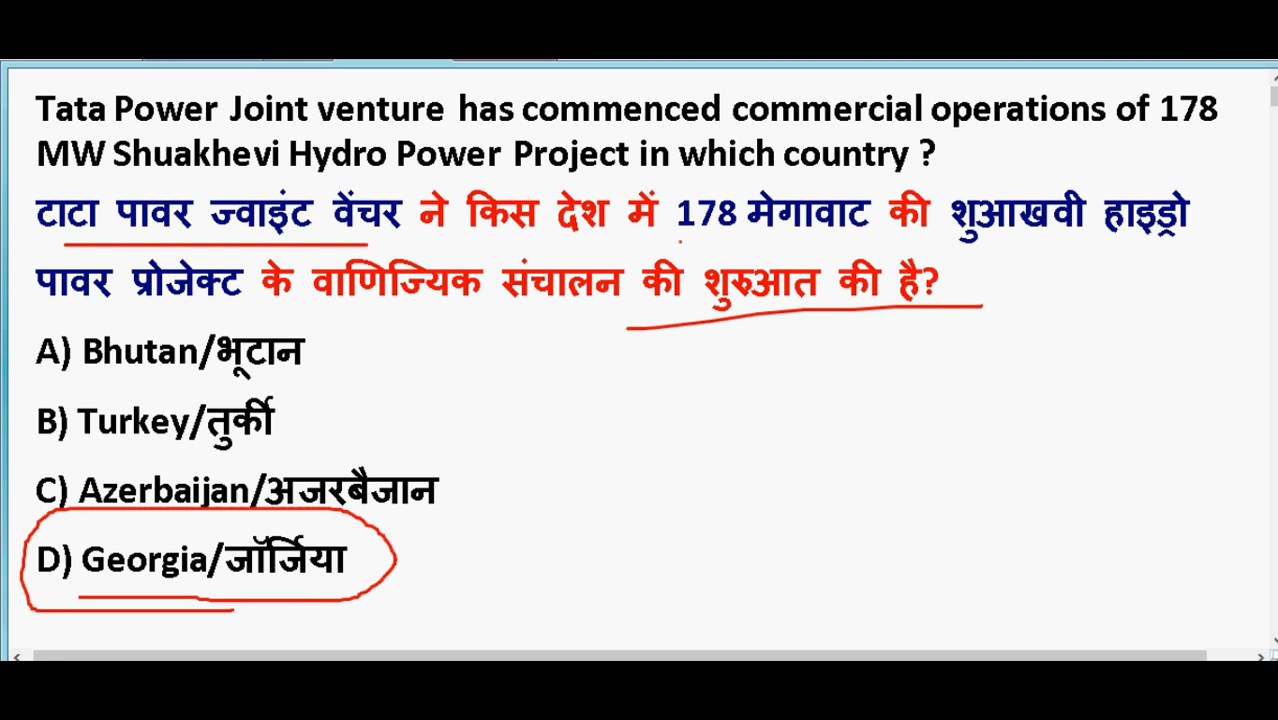 Tata Power Joint venture has commenced commercial operations of 178
MW Shuakhevi Hydro Power Project in which country ?
टाटा पावर ज्वाइंट वेंचर ने किस देश में 178 मेगावाट की शुआखवी हाइड्रो
पावर प्रोजेक्ट के वाणिज्यिक संचालन की शुरुआत की है?
A) Bhutan/भूटान
B) Turkey/तुर्की
C) Azerbaijan/अजरबैजान
D) Georgia/जॉर्जिया